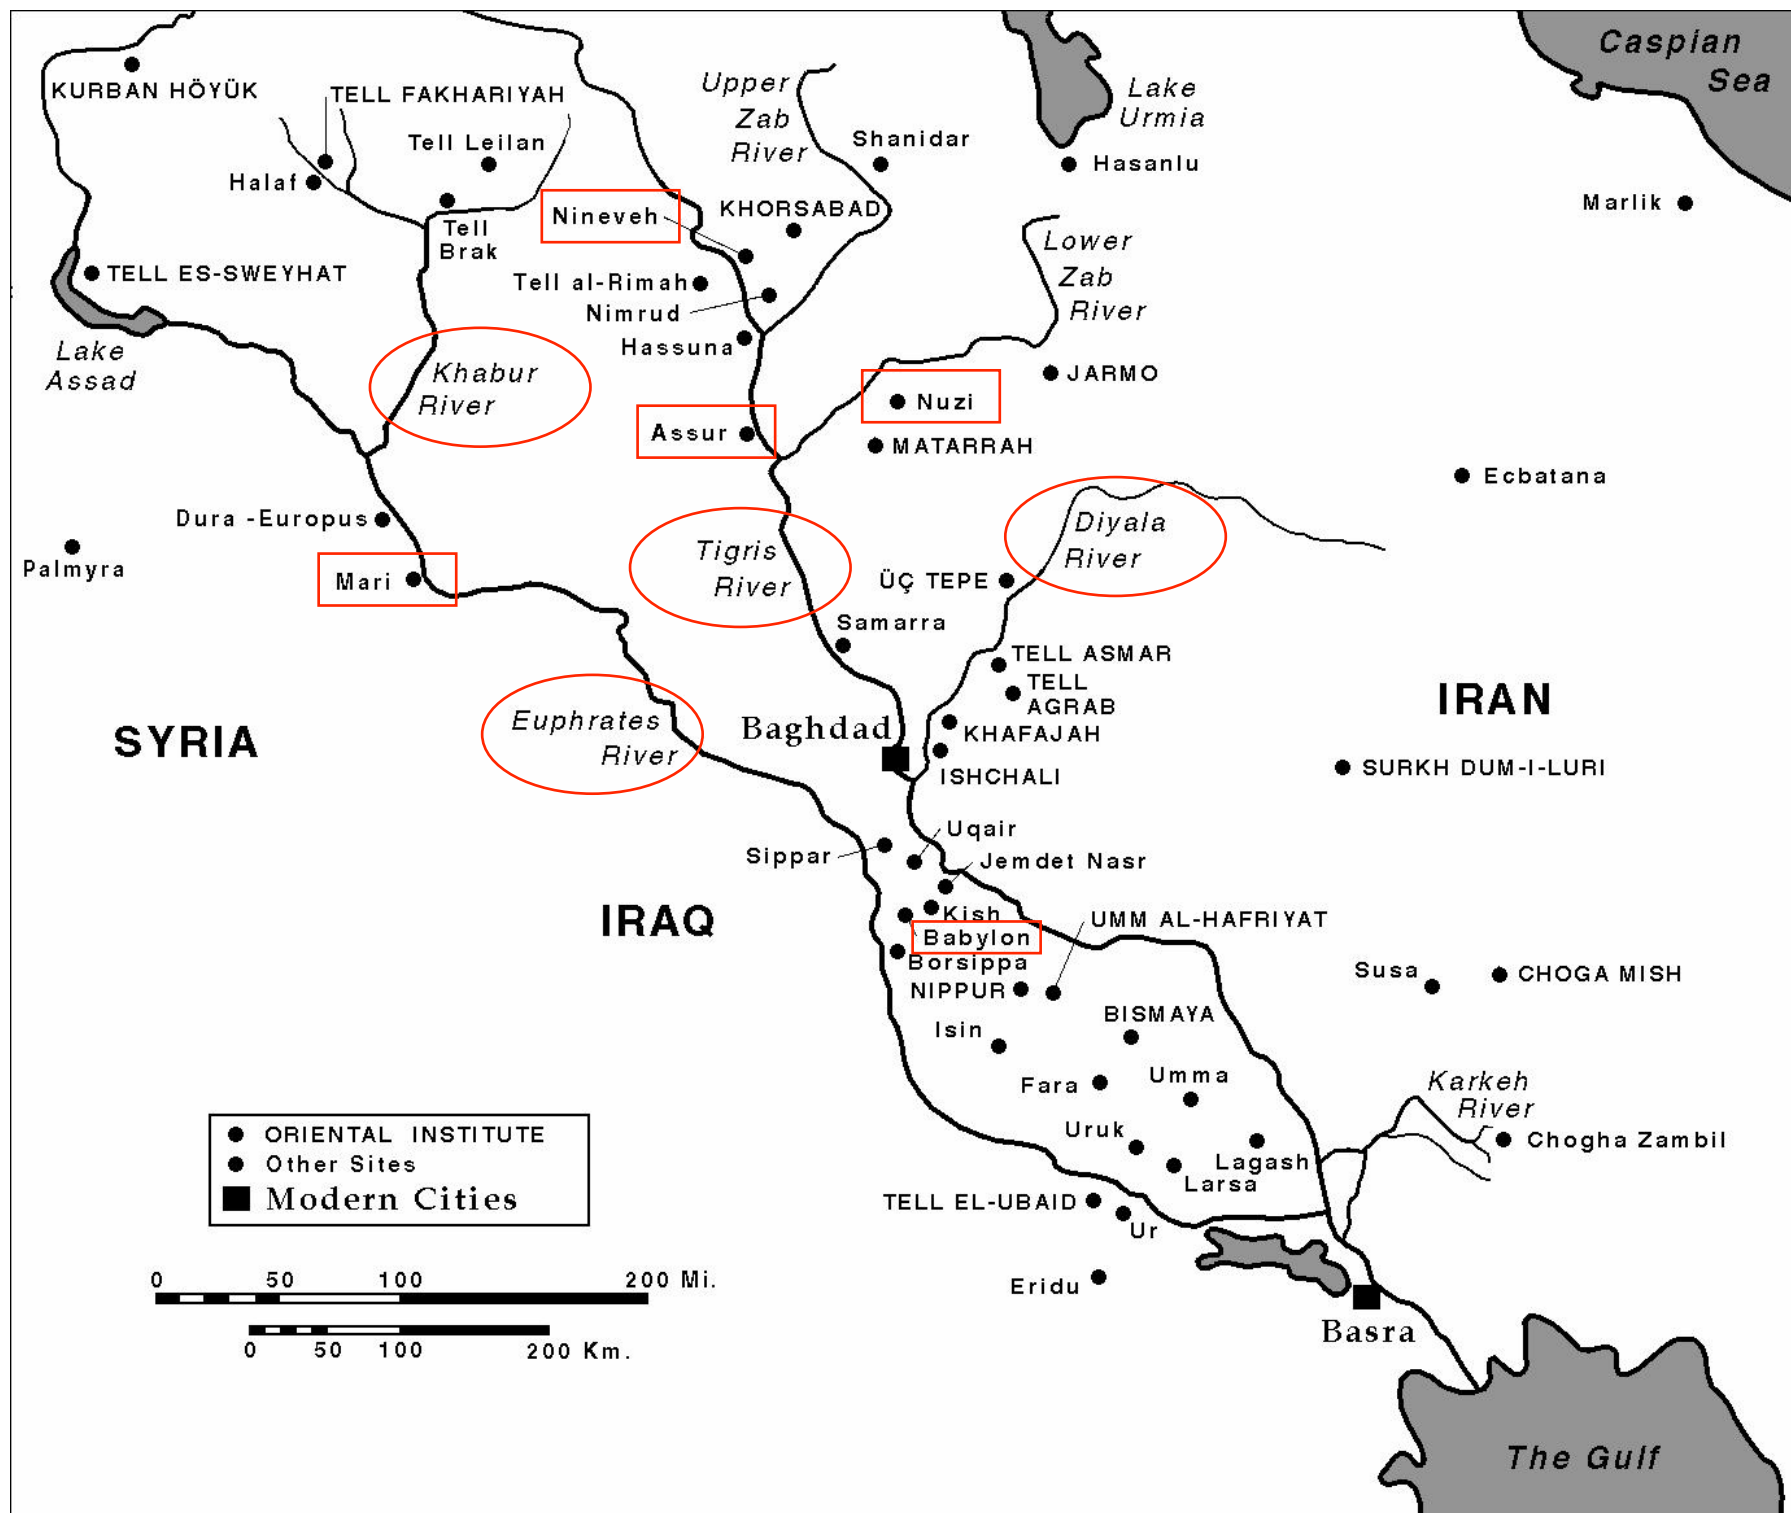 Caspian
Sea
KURBAN HÖYÜK
TELL FAKHARIYAH
Upper
Zab
River
Lake
Urmia
Tell Leilan
Shanidar
Hasanlu
Halaf
Marlik
Nineveh
KHORSABAD
Tell
Brak
Lower
Zab
River
TELL ES-SWEYHAT
Tell al-Rimah
Nimrud
Hassuna
Lake
Assad
Khabur
River
JARMO
Nuzi
Assur
MATARRAH
Ecbatana
Dura -Europus
Diyala
River
Palmyra
Mari
Tigris
River
ÜÇ TEPE
Samarra
TELL ASMAR
TELL
AGRAB
IRAN
Euphrates
River
SYRIA
Baghdad
KHAFAJAH
ISHCHALI
SURKH DUM-I-LURI
Uqair
Sippar
Jemdet Nasr
IRAQ
Kish
UMM AL-HAFRIYAT
Babylon
Borsippa
Susa
CHOGA MISH
NIPPUR
BISMAYA
Isin
Fara
Umma
Karkeh
River
ORIENTAL INSTITUTE
Other Sites
Modern Cities
Uruk
Chogha Zambil
Lagash
Larsa
TELL EL-UBAID
Ur
Eridu
0 50 100 200 Mi.
0 50 100 200 Km.
Basra
The Gulf